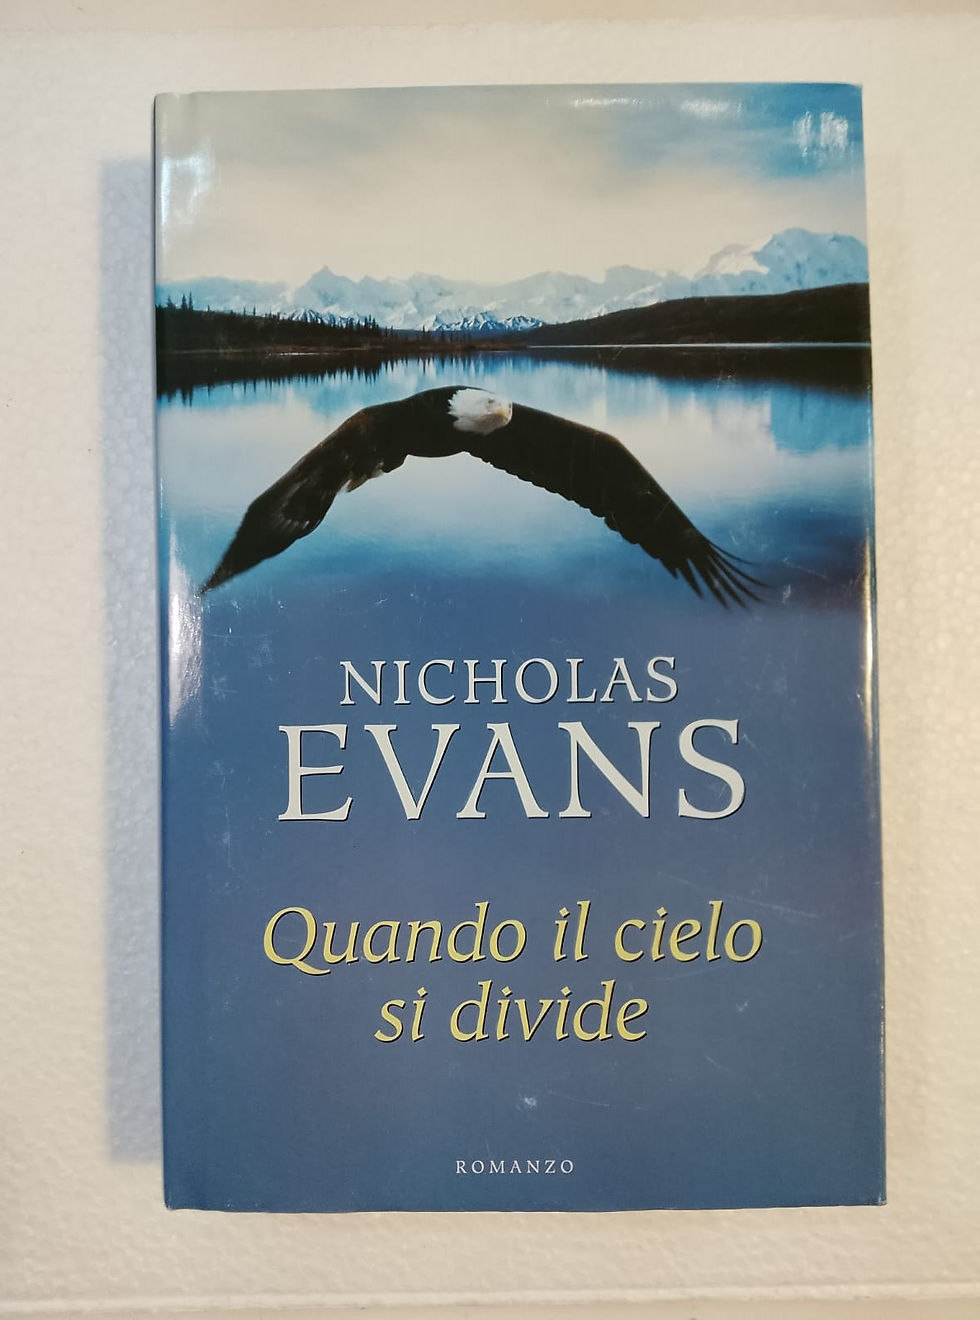 NICHOLAS
EVANS
Quando il cielo
si divide
ROMANZO